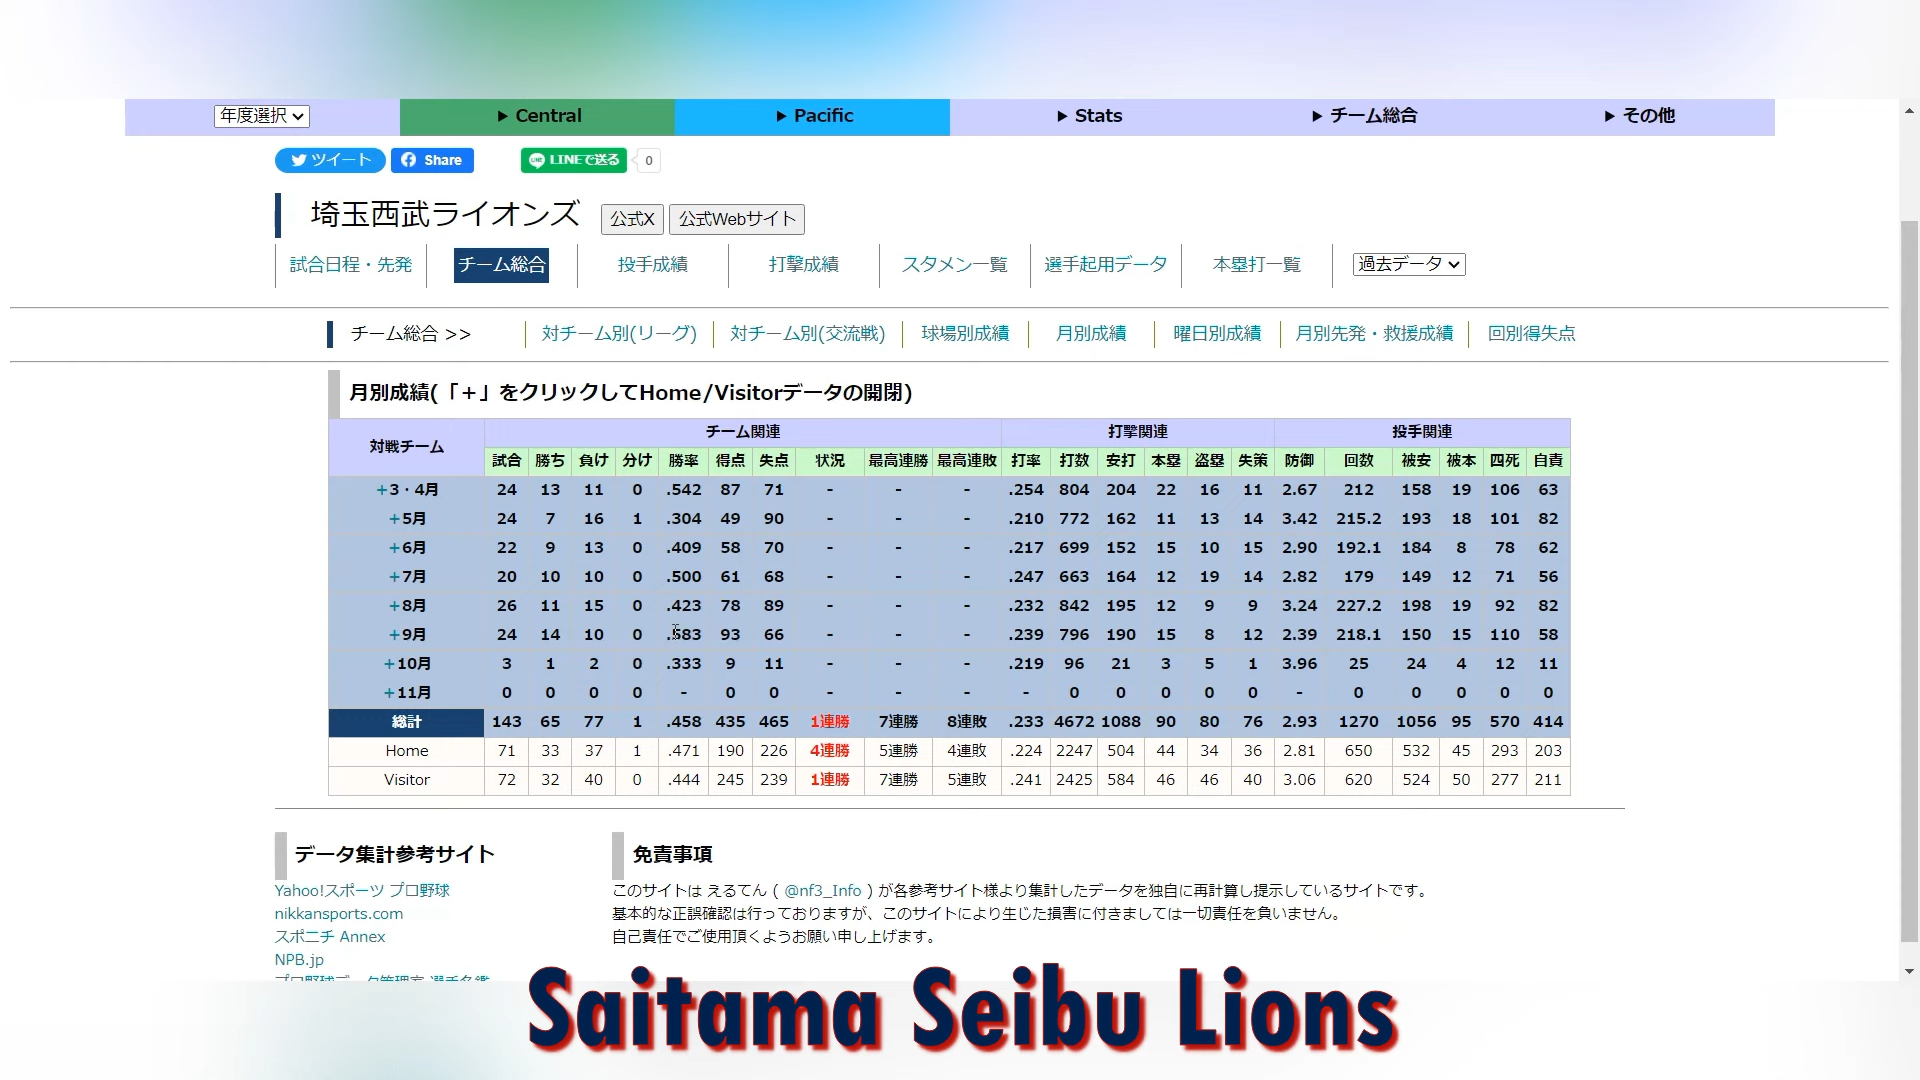 年度選択 ▶ Central ▶ Pacific ▶ Stats ▶ チーム総合 ▶ その他
ツイート Share LINEで送る 0
埼玉西武ライオンズ 公式X 公式Webサイト
試合日程・先発 チーム総合 投手成績 打撃成績 スタメン一覧 選手起用データ 本塁打一覧 過去データ
チーム総合 >> 対チーム別(リーグ) 対チーム別(交流戦) 球場別成績 月別成績 曜日別成績 月別先発・救援成績 回別得失点
月別成績(「＋」をクリックしてHome/Visitorデータの開閉)
対戦チーム チーム関連 打撃関連 投手関連
試合 勝ち 負け 分け 勝率 得点 失点 状況 最高連勝 最高連敗 打率 打数 安打 本塁 盗塁 失策 防御 回数 被安 被本 四死 自責
+3・4月 24 13 11 0 .542 87 71 - - - .254 804 204 22 16 11 2.67 212 158 19 106 63
+5月 24 7 16 1 .304 49 90 - - - .210 772 162 11 13 14 3.42 215.2 193 18 101 82
+6月 22 9 13 0 .409 58 70 - - - .217 699 152 15 10 15 2.90 192.1 184 8 78 62
+7月 20 10 10 0 .500 61 68 - - - .247 663 164 12 19 14 2.82 179 149 12 71 56
+8月 26 11 15 0 .423 78 89 - - - .232 842 195 12 9 9 3.24 227.2 198 19 92 82
+9月 24 14 10 0 .583 93 66 - - - .239 796 190 15 8 12 2.39 218.1 150 15 110 58
+10月 3 1 2 0 .333 9 11 - - - .219 96 21 3 5 1 3.96 25 24 4 12 11
+11月 0 0 0 0 - 0 0 - - - - 0 0 0 0 0 - 0 0 0 0 0
総計 143 65 77 1 .458 435 465 1連勝 7連勝 8連敗 .233 4672 1088 90 80 76 2.93 1270 1056 95 570 414
Home 71 33 37 1 .471 190 226 4連勝 5連勝 4連敗 .224 2247 504 44 34 36 2.81 650 532 45 293 203
Visitor 72 32 40 0 .444 245 239 1連勝 7連勝 5連敗 .241 2425 584 46 46 40 3.06 620 524 50 277 211
データ集計参考サイト
Yahoo!スポーツ プロ野球
nikkansports.com
スポニチ Annex
NPB.jp
免責事項
このサイトは えるてん ( @nf3_Info ) が各参考サイト様より集計したデータを独自に再計算し提示しているサイトです。
基本的な正誤確認は行っておりますが、このサイトにより生じた損害に付きましては一切責任を負いません。
自己責任でご使用頂くようお願い申し上げます。
Saitama Seibu Lions